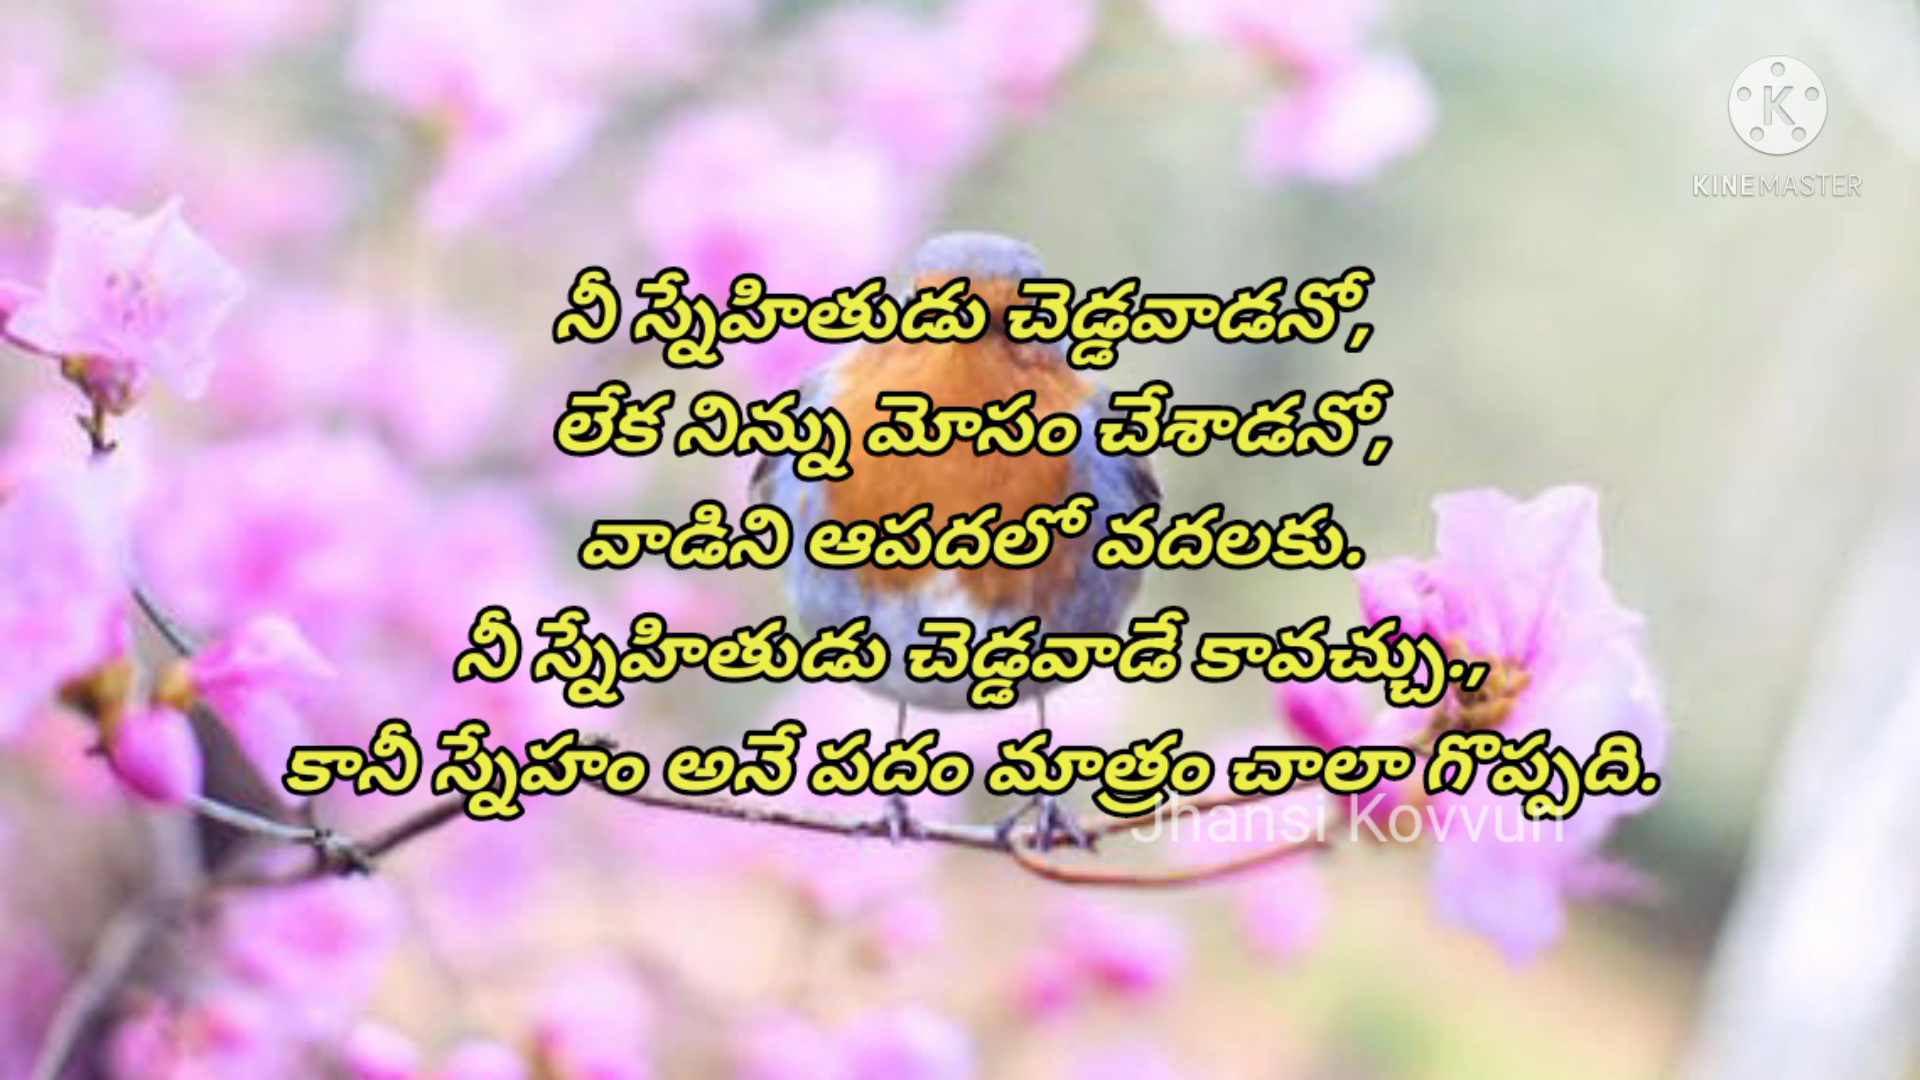 KINEMASTER
నీ స్నేహితుడు చెడ్డవాడనో,
లేక నిన్ను మోసం చేశాడనో,
వాడిని ఆపదలో వదలకు.
నీ స్నేహితుడు చెడ్డవాడే కావచ్చు.,
కానీ స్నేహం అనే పదం మాత్రం చాలా గొప్పది.
Jhansi Kovvuri